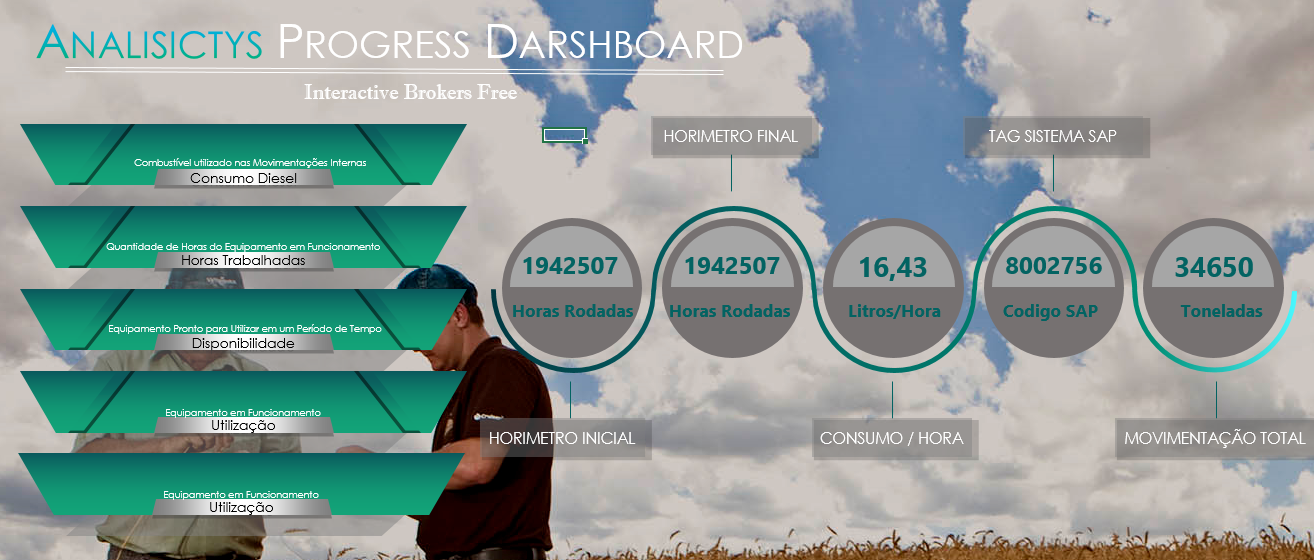 ANALISICTYS PROGRESS DARSHBOARD
Interactive Brokers Free
Combustível utilizado nas Movimentações Internas
Consumo Diesel
Quantidade de Horas do Equipamento em Funcionamento
Horas Trabalhadas
Equipamento Pronto para Utilizar em um Período de Tempo
Disponibilidade
Equipamento em Funcionamento
Utilização
Equipamento em Funcionamento
Utilização
HORIMETRO FINAL
TAG SISTEMA SAP
1942507
Horas Rodadas
1942507
Horas Rodadas
16,43
Litros/Hora
8002756
Codigo SAP
34650
Toneladas
HORIMETRO INICIAL
CONSUMO / HORA
MOVIMENTAÇÃO TOTAL